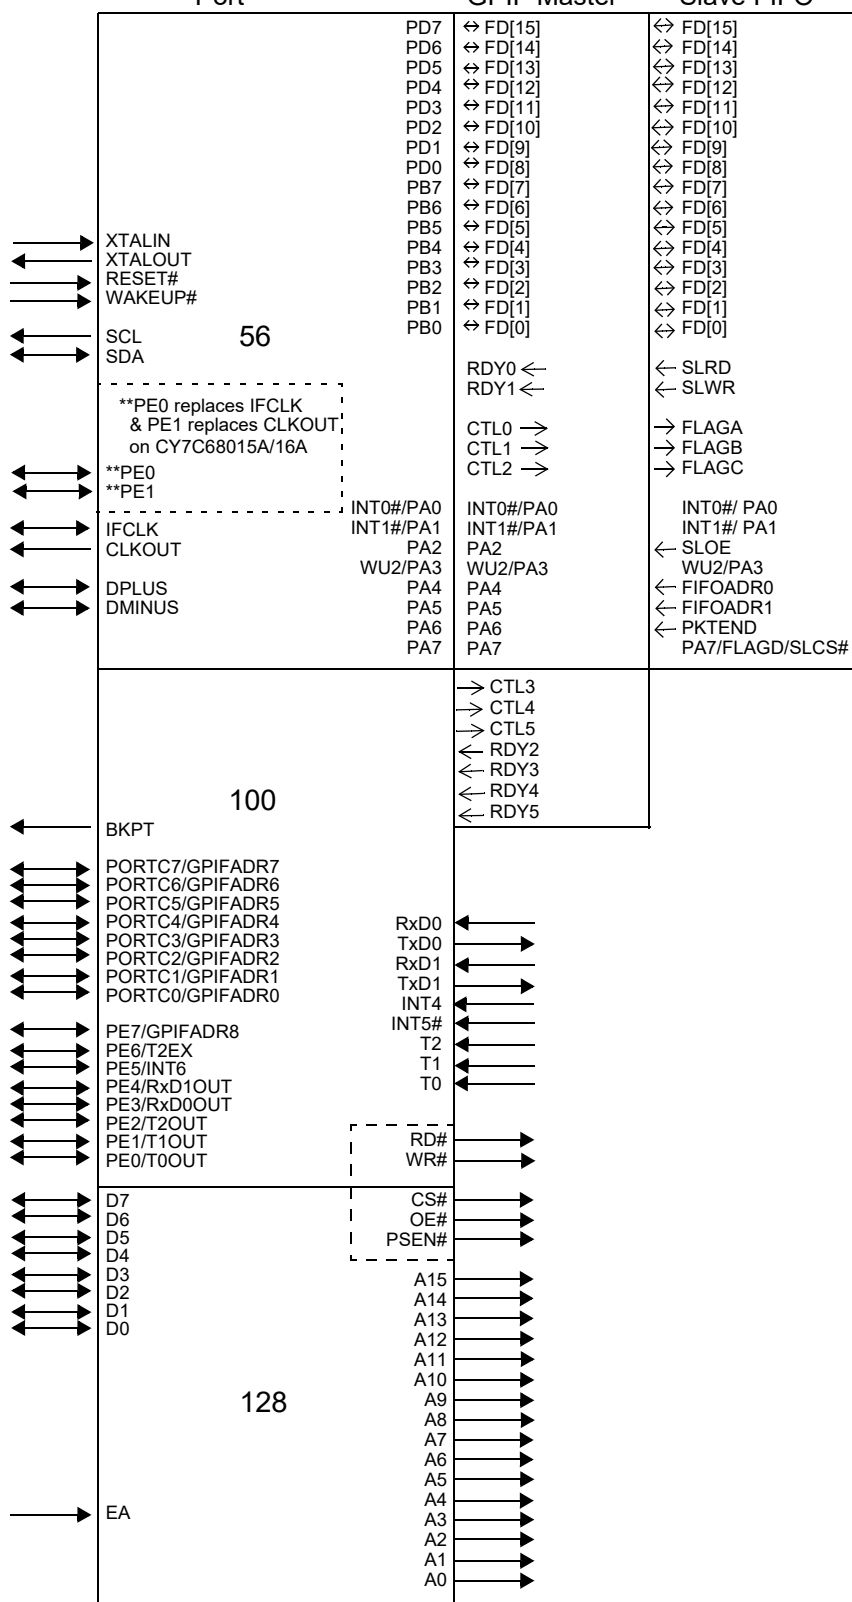 Port GPIF Master Slave FIFO
PD7 FD[15] FD[15]
PD6 FD[14] FD[14]
PD5 FD[13] FD[13]
PD4 FD[12] FD[12]
PD3 FD[11] FD[11]
PD2 FD[10] FD[10]
PD1 FD[9] FD[9]
PD0 FD[8] FD[8]
PB7 FD[7] FD[7]
PB6 FD[6] FD[6]
PB5 FD[5] FD[5]
XTALIN PB4 FD[4] FD[4]
XTALOUT PB3 FD[3] FD[3]
RESET# PB2 FD[2] FD[2]
WAKEUP# PB1 FD[1] FD[1]
PB0 FD[0] FD[0]
SCL 56
SDA
RDY0 SLRD
RDY1 SLWR
**PE0 replaces IFCLK
& PE1 replaces CLKOUT
on CY7C68015A/16A
CTL0 FLAGA
CTL1 FLAGB
CTL2 FLAGC
**PE0
**PE1
INT0#/PA0 INT0#/PA0 INT0#/ PA0
IFCLK INT1#/PA1 INT1#/PA1 INT1#/ PA1
CLKOUT PA2 PA2 SLOE
WU2/PA3 WU2/PA3 WU2/PA3
DPLUS PA4 PA4 FIFOADR0
DMINUS PA5 PA5 FIFOADR1
PA6 PA6 PKTEND
PA7 PA7 PA7/FLAGD/SLCS#
CTL3
CTL4
CTL5
RDY2
RDY3
RDY4
RDY5
100
BKPT
PORTC7/GPIFADR7
PORTC6/GPIFADR6
PORTC5/GPIFADR5
PORTC4/GPIFADR4
PORTC3/GPIFADR3
PORTC2/GPIFADR2
PORTC1/GPIFADR1
PORTC0/GPIFADR0
RxD0
TxD0
RxD1
TxD1
INT4
INT5#
T2
T1
T0
PE7/GPIFADR8
PE6/T2EX
PE5/INT6
PE4/RxD1OUT
PE3/RxD0OUT
PE2/T2OUT
PE1/T1OUT
PE0/T0OUT
RD#
WR#
D7
D6
D5
D4
D3
D2
D1
D0
CS#
OE#
PSEN#
A15
A14
A13
A12
A11
A10
A9
A8
A7
A6
A5
A4
A3
A2
A1
A0
128
EA